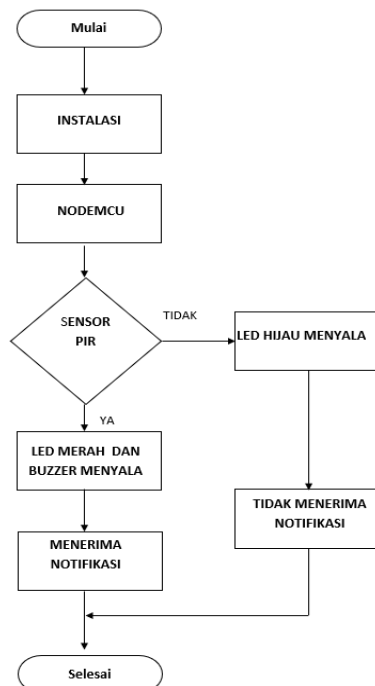 Mulai
INSTALASI
NODEMCU
SENSOR
PIR
TIDAK
LED HIJAU MENYALA
YA
LED MERAH DAN
BUZZER MENYALA
TIDAK MENERIMA
NOTIFIKASI
MENERIMA
NOTIFIKASI
Selesai